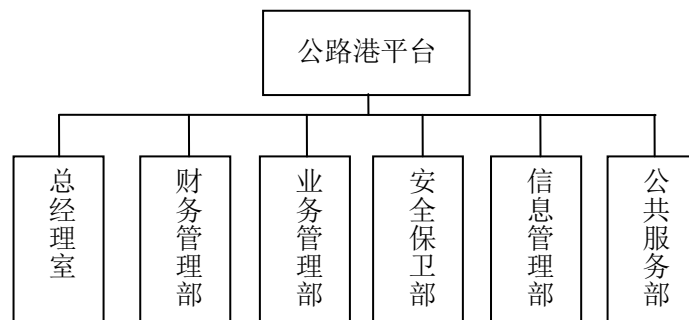 公路港平台
总经理室
财务管理部
业务管理部
安全保卫部
信息管理部
公共服务部